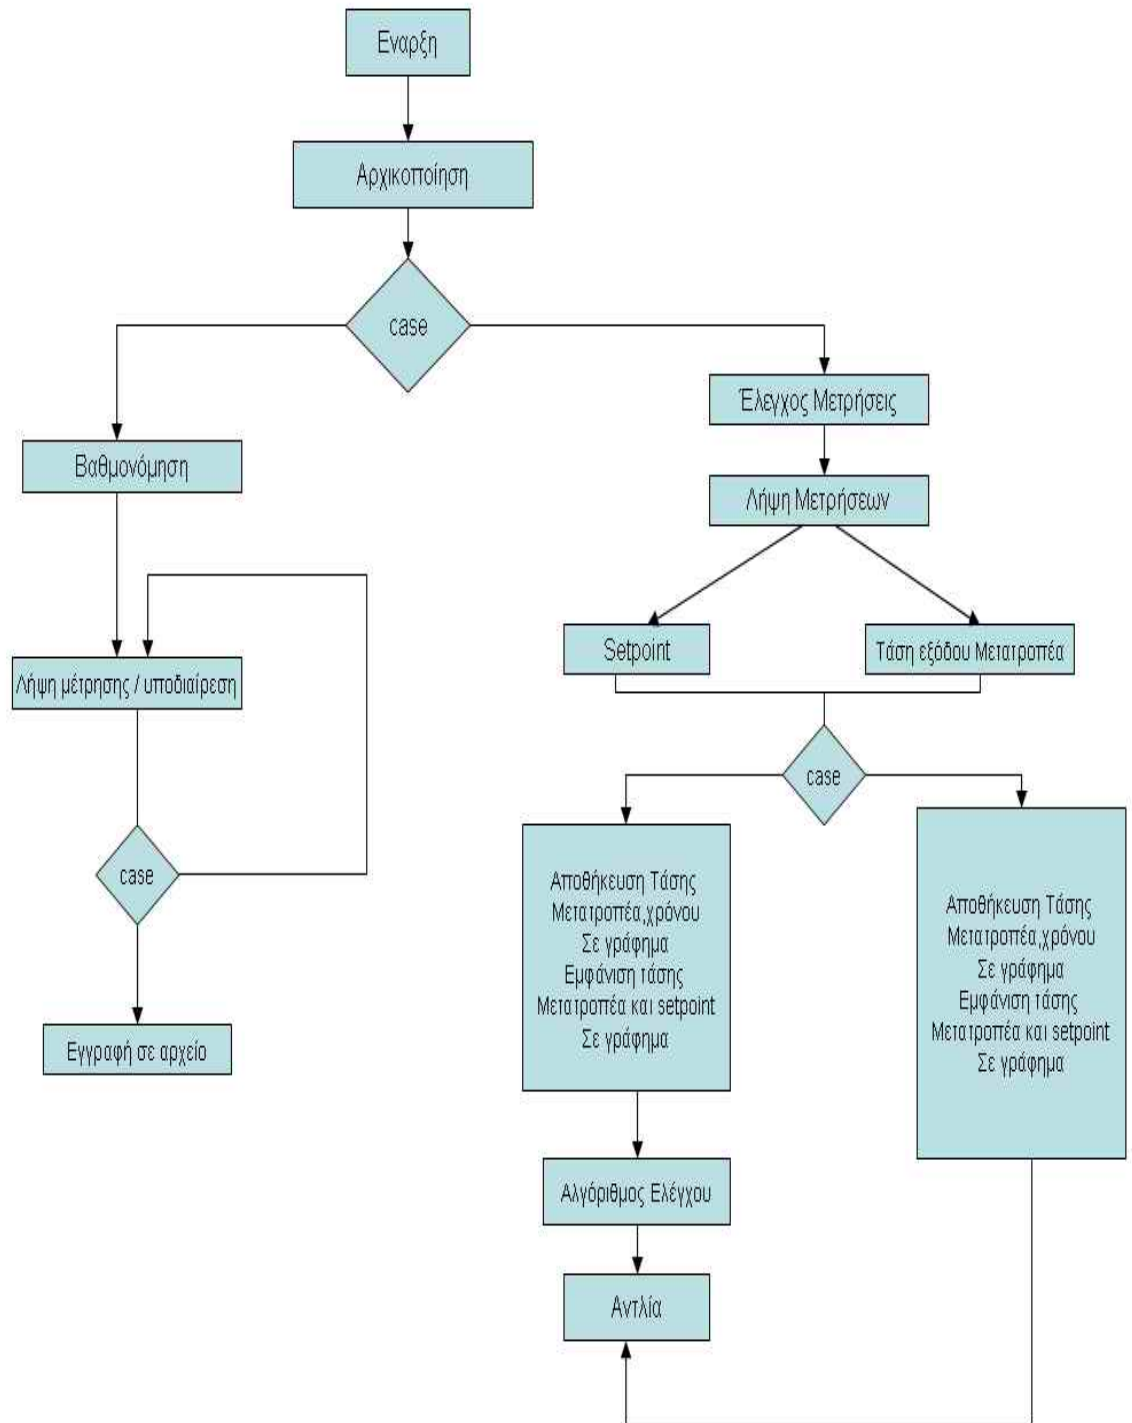 Εναρξη
Αρχικοποίηση
case
Έλεγχος Μετρήσεις
Βαθμονόμηση
Λήψη Μετρήσεων
Setpoint
Τάση εξόδου Μετατροπέα
Λήψη μέτρησης / υποδιαίρεση
case
case
Αποθήκευση Τάσης
Μετατροπέα,χρόνου
Σε γράφημα
Εμφάνιση τάσης
Μετατροπέα και setpoint
Σε γράφημα
Αποθήκευση Τάσης
Μετατροπέα,χρόνου
Σε γράφημα
Εμφάνιση τάσης
Μετατροπέα και setpoint
Σε γράφημα
Εγγραφή σε αρχείο
Αλγόριθμος Ελέγχου
Αντλία